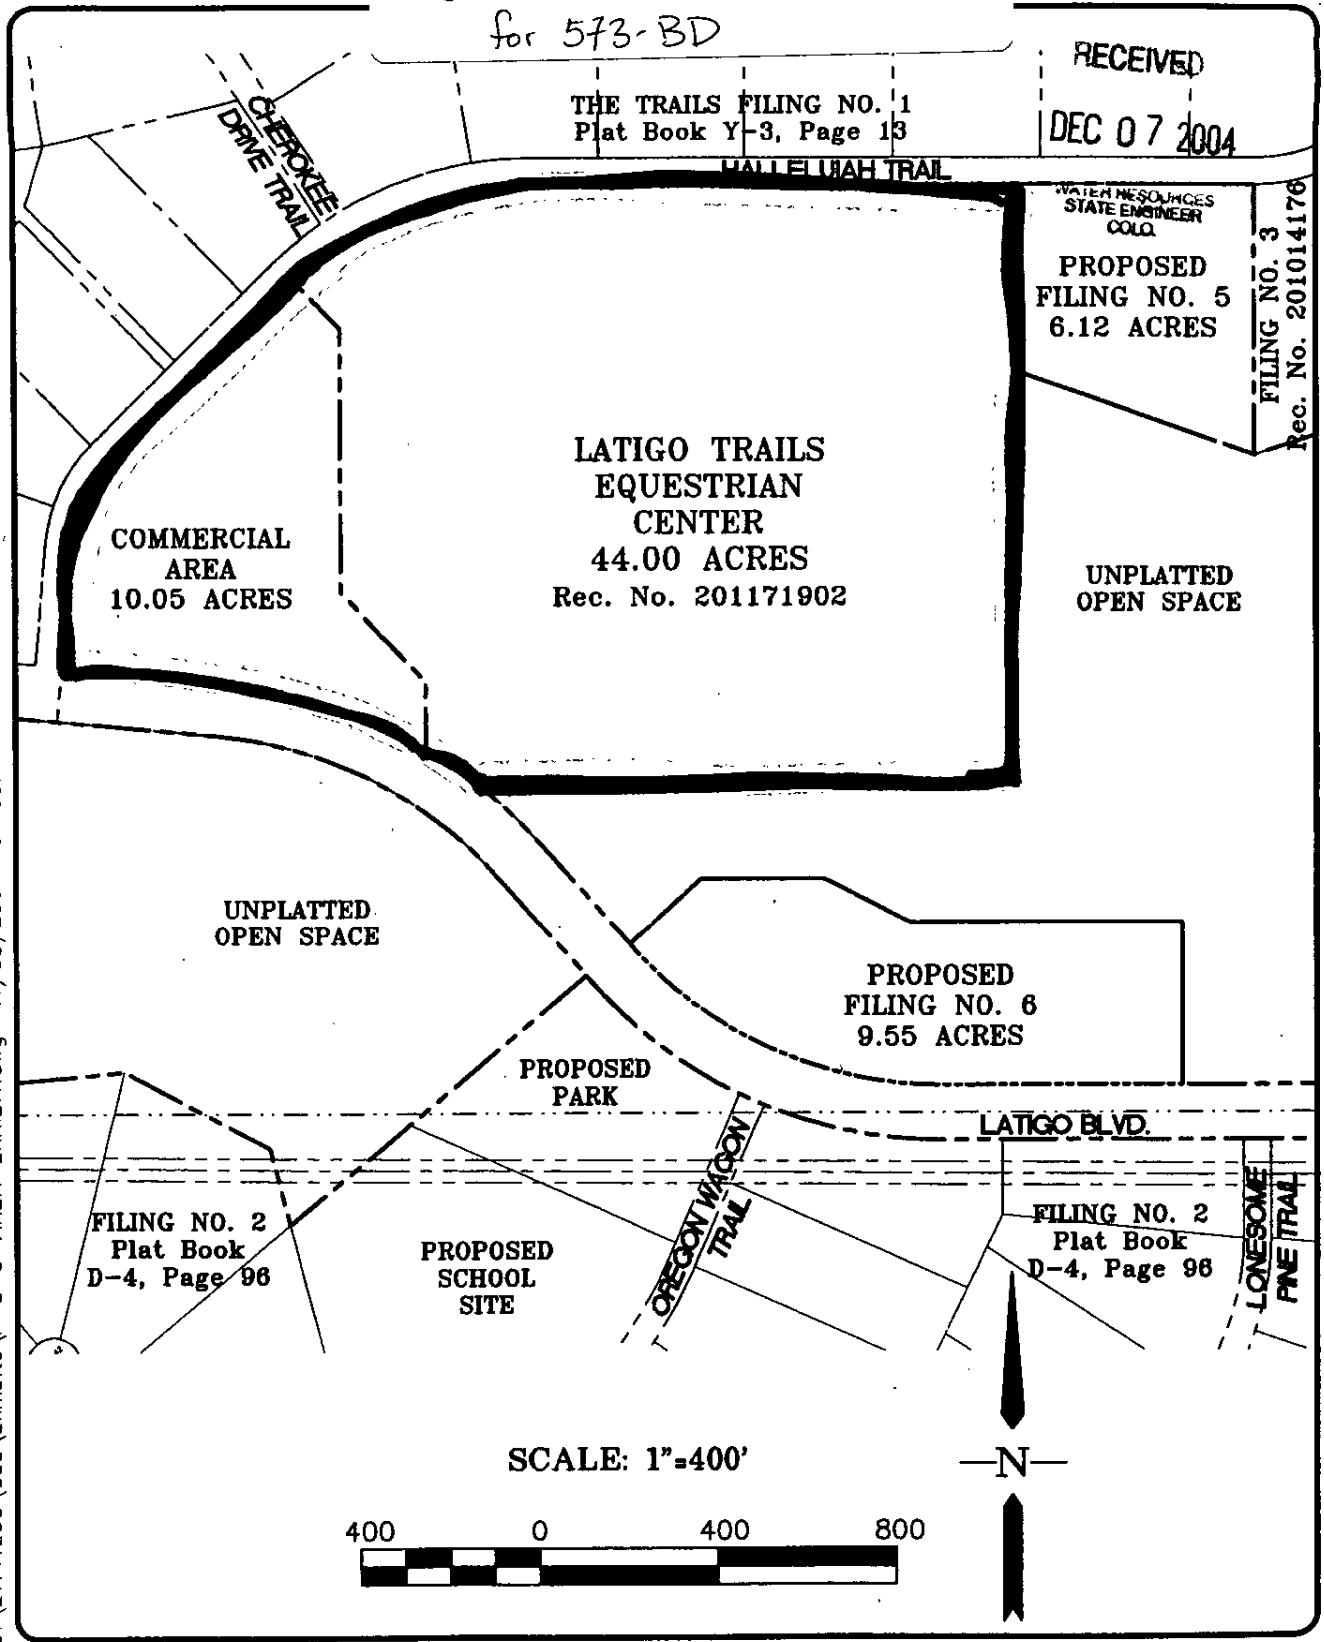 for 573-BD
RECEIVED
DEC 07 2004
WATER RESOURCES
STATE ENGINEER
COLO.
THE TRAILS FILING NO. 1
Plat Book Y-3, Page 13
HALLELUIAH TRAIL
CHEROKEE
DRIVE TRAIL
PROPOSED
FILING NO. 5
6.12 ACRES
FILING NO. 3
Rec. No. 201014176
LATIGO TRAILS
EQUESTRIAN
CENTER
44.00 ACRES
Rec. No. 201171902
COMMERCIAL
AREA
10.05 ACRES
UNPLATTED
OPEN SPACE
UNPLATTED
OPEN SPACE
PROPOSED
FILING NO. 6
9.55 ACRES
PROPOSED
PARK
LATIGO BLVD.
OREGON WAGON
TRAIL
LONESOME
PINE TRAIL
FILING NO. 2
Plat Book
D-4, Page 96
PROPOSED
SCHOOL
SITE
FILING NO. 2
Plat Book
D-4, Page 96
SCALE: 1"=400'
N
400 0 400 800